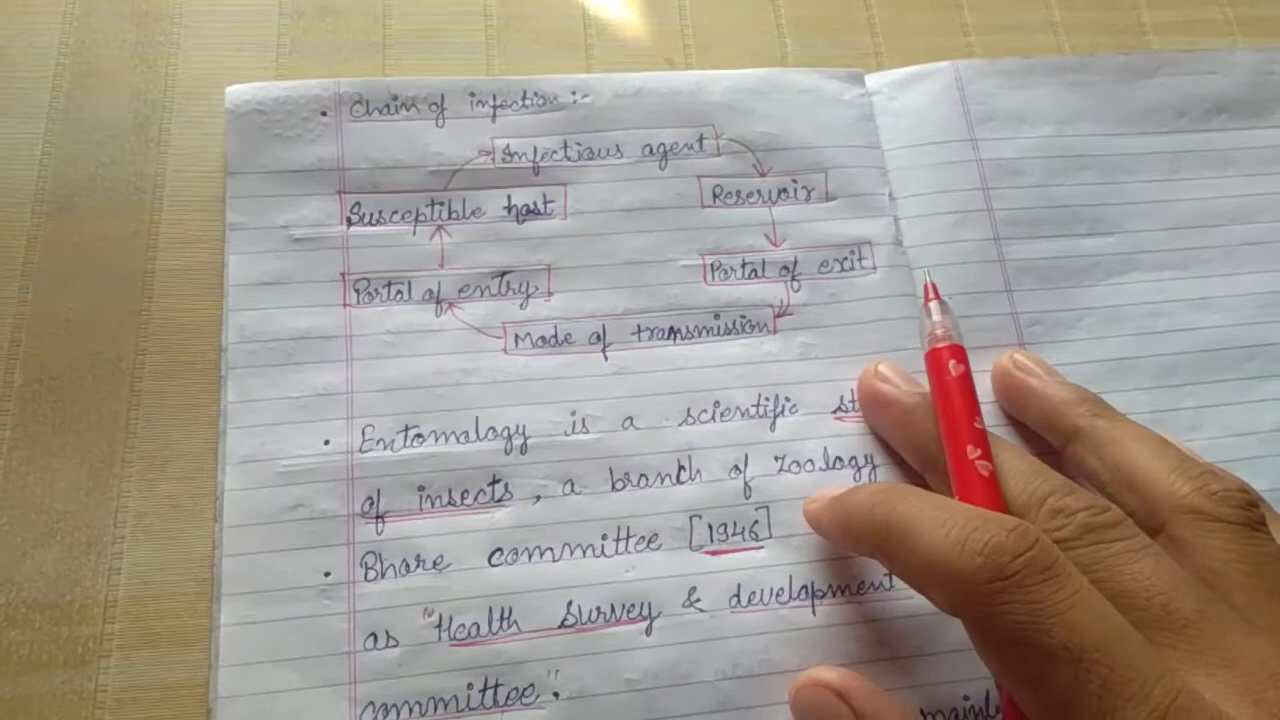 • Chain of infection :-
Infectious agent
Susceptible host
Reservoir
Portal of entry
Portal of exit
Mode of transmission
• Entomology is a scientific
of insects, a branch of zoology
• Bhore committee [1946]
as "Health Survey & development
committee".